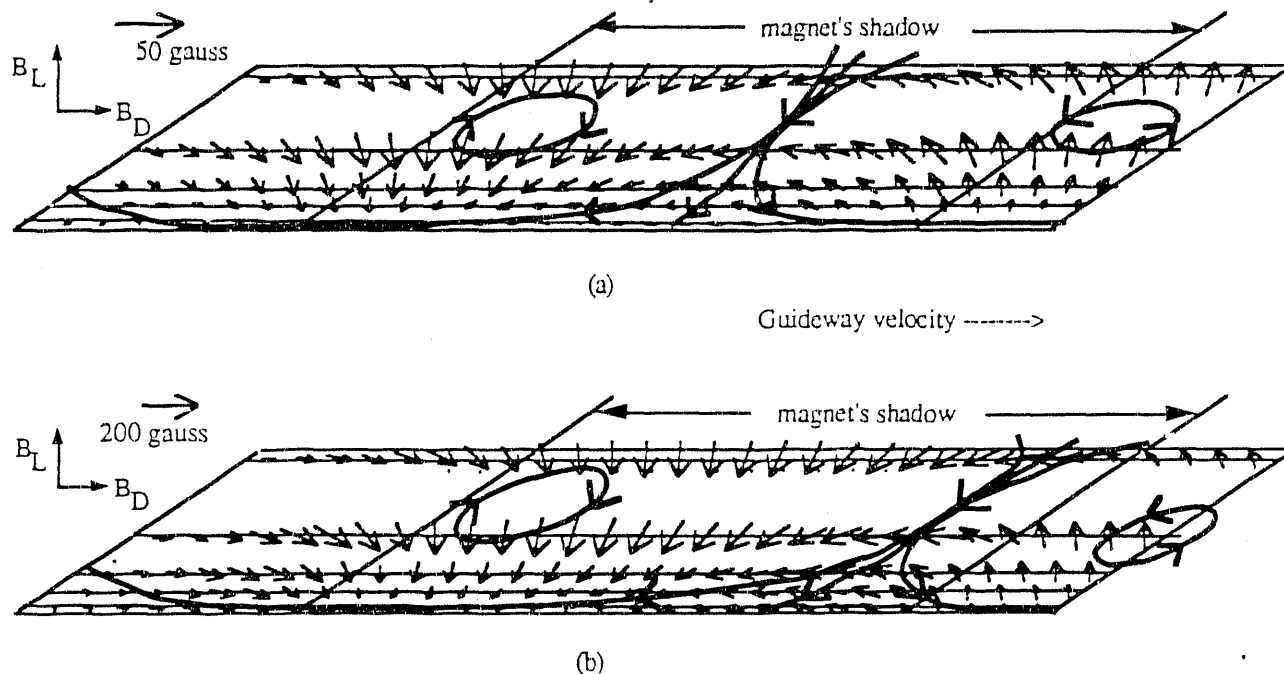 magnet's shadow
50 gauss
B_L
B_D
(a)
Guideway velocity ------->
magnet's shadow
200 gauss
B_L
B_D
(b)